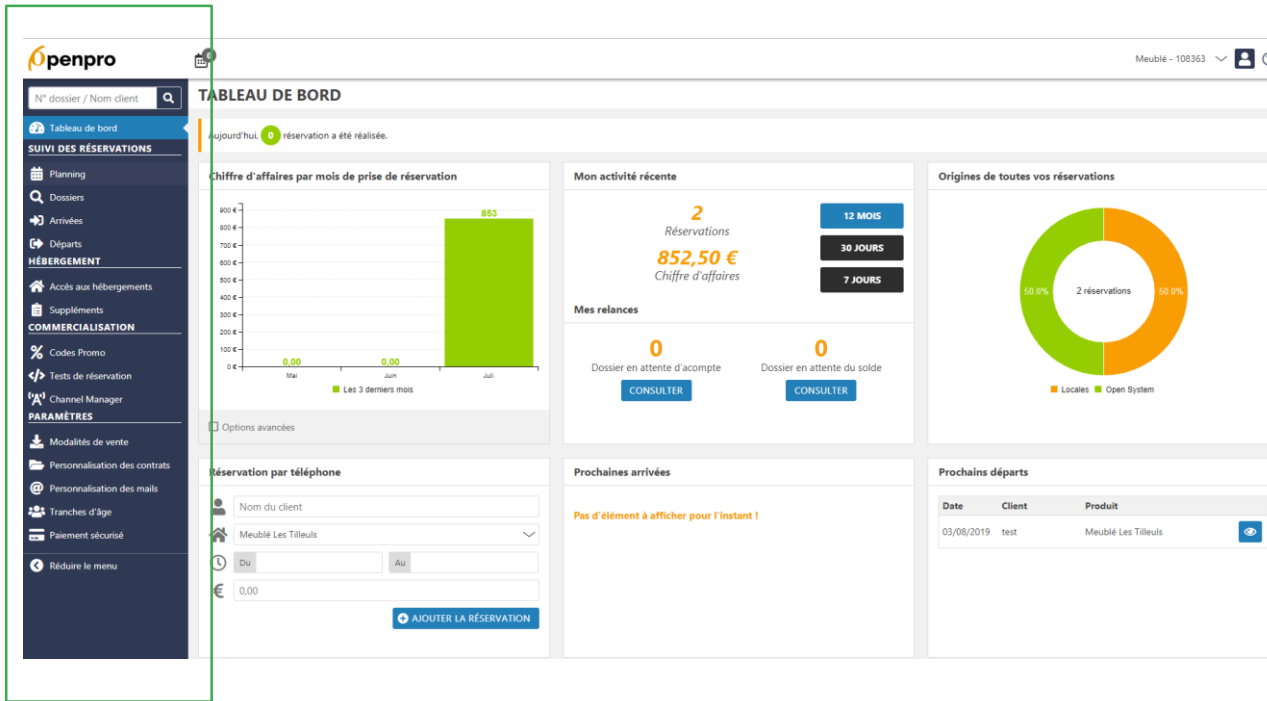 Openpro
0
Meublé - 108363
N° dossier / Nom client
TABLEAU DE BORD
Tableau de bord
SUIVI DES RÉSERVATIONS
Planning
Dossiers
Arrivées
Départs
HÉBERGEMENT
Accès aux hébergements
Suppléments
COMMERCIALISATION
Codes Promo
Tests de réservation
Channel Manager
PARAMÈTRES
Modalités de vente
Personnalisation des contrats
Personnalisation des mails
Tranches d'âge
Paiement sécurisé
Réduire le menu
Aujourd'hui. 0 réservation a été réalisée.
Chiffre d'affaires par mois de prise de réservation
900 €
800 €
700 €
600 €
500 €
400 €
300 €
200 €
100 €
0 €
0,00
0,00
853
Mai
Juin
Juil.
Les 3 derniers mois
Options avancées
Mon activité récente
2
Réservations
852,50 €
Chiffre d'affaires
12 MOIS
30 JOURS
7 JOURS
Mes relances
0
Dossier en attente d'acompte
CONSULTER
0
Dossier en attente du solde
CONSULTER
Origines de toutes vos réservations
50.0%
2 réservations
50.0%
Locales
Open System
Réservation par téléphone
Nom du client
Meublé Les Tilleuls
Du
Au
€
0,00
AJOUTER LA RÉSERVATION
Prochaines arrivées
Pas d'élément à afficher pour l'instant !
Prochains départs
Date Client Produit
03/08/2019 test Meublé Les Tilleuls